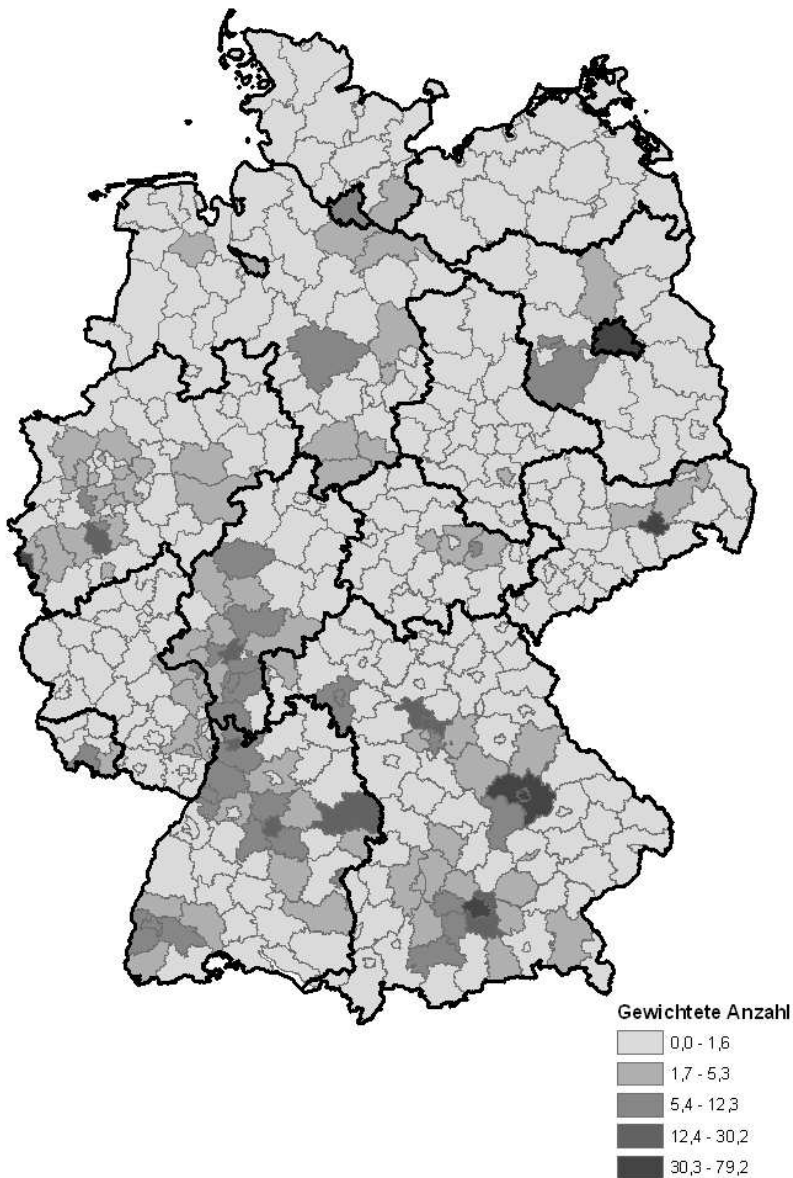 Gewichtete Anzahl
0,0 - 1,6
1,7 - 5,3
5,4 - 12,3
12,4 - 30,2
30,3 - 79,2